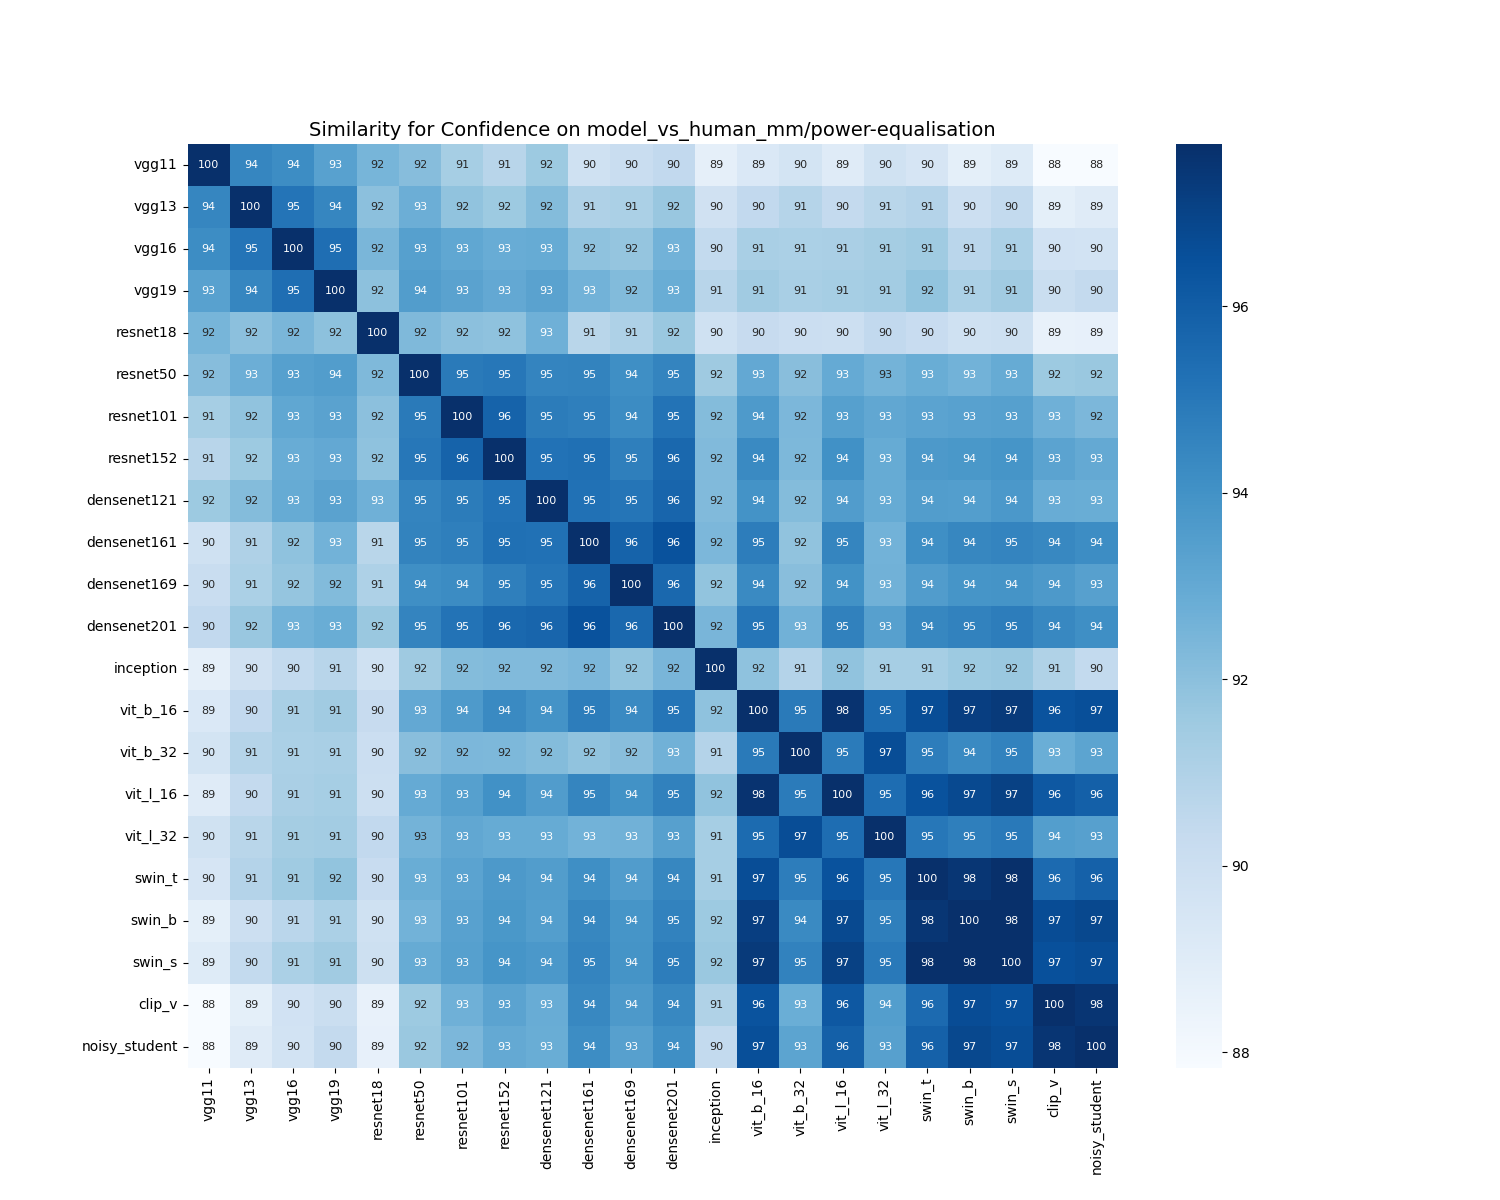 Similarity for Confidence on model_vs_human_mm/power-equalisation
vgg11 100 94 94 93 92 92 91 91 92 90 90 90 89 89 90 89 90 90 89 89 88 88
vgg13 94 100 95 94 92 93 92 92 92 91 91 92 90 90 91 90 91 91 90 90 89 89
vgg16 94 95 100 95 92 93 93 93 93 92 92 93 90 91 91 91 91 91 91 91 90 90
vgg19 93 94 95 100 92 94 93 93 93 93 92 93 91 91 91 91 91 92 91 91 90 90
resnet18 92 92 92 92 100 92 92 92 93 91 91 92 90 90 90 90 90 90 90 90 89 89
resnet50 92 93 93 94 92 100 95 95 95 95 94 95 92 93 92 93 93 93 93 93 92 92
resnet101 91 92 93 93 92 95 100 96 95 95 94 95 92 94 92 93 93 93 93 93 93 92
resnet152 91 92 93 93 92 95 96 100 95 95 95 96 92 94 92 94 93 94 94 94 93 93
densenet121 92 92 93 93 93 95 95 95 100 95 95 96 92 94 92 94 93 94 94 94 93 93
densenet161 90 91 92 93 91 95 95 95 95 100 96 96 92 95 92 95 93 94 94 95 94 94
densenet169 90 91 92 92 91 94 94 95 95 96 100 96 92 94 92 94 93 94 94 94 94 93
densenet201 90 92 93 93 92 95 95 96 96 96 96 100 92 95 93 95 93 94 95 95 94 94
inception 89 90 90 91 90 92 92 92 92 92 92 92 100 92 91 92 91 91 92 92 91 90
vit_b_16 89 90 91 91 90 93 94 94 94 95 94 95 92 100 95 98 95 97 97 97 96 97
vit_b_32 90 91 91 91 90 92 92 92 92 92 92 93 91 95 100 95 97 95 94 95 93 93
vit_l_16 89 90 91 91 90 93 93 94 94 95 94 95 92 98 95 100 95 96 97 97 96 96
vit_l_32 90 91 91 91 90 93 93 93 93 93 93 93 91 95 97 95 100 95 95 95 94 93
swin_t 90 91 91 92 90 93 93 94 94 94 94 94 91 97 95 96 95 100 98 98 96 96
swin_b 89 90 91 91 90 93 93 94 94 94 94 95 92 97 94 97 95 98 100 98 97 97
swin_s 89 90 91 91 90 93 93 94 94 95 94 95 92 97 95 97 95 98 98 100 97 97
clip_v 88 89 90 90 89 92 93 93 93 94 94 94 91 96 93 96 94 96 97 97 100 98
noisy_student 88 89 90 90 89 92 92 93 93 94 93 94 90 97 93 96 93 96 97 97 98 100
vgg11
vgg13
vgg16
vgg19
resnet18
resnet50
resnet101
resnet152
densenet121
densenet161
densenet169
densenet201
inception
vit_b_16
vit_b_32
vit_l_16
vit_l_32
swin_t
swin_b
swin_s
clip_v
noisy_student
96
94
92
90
88